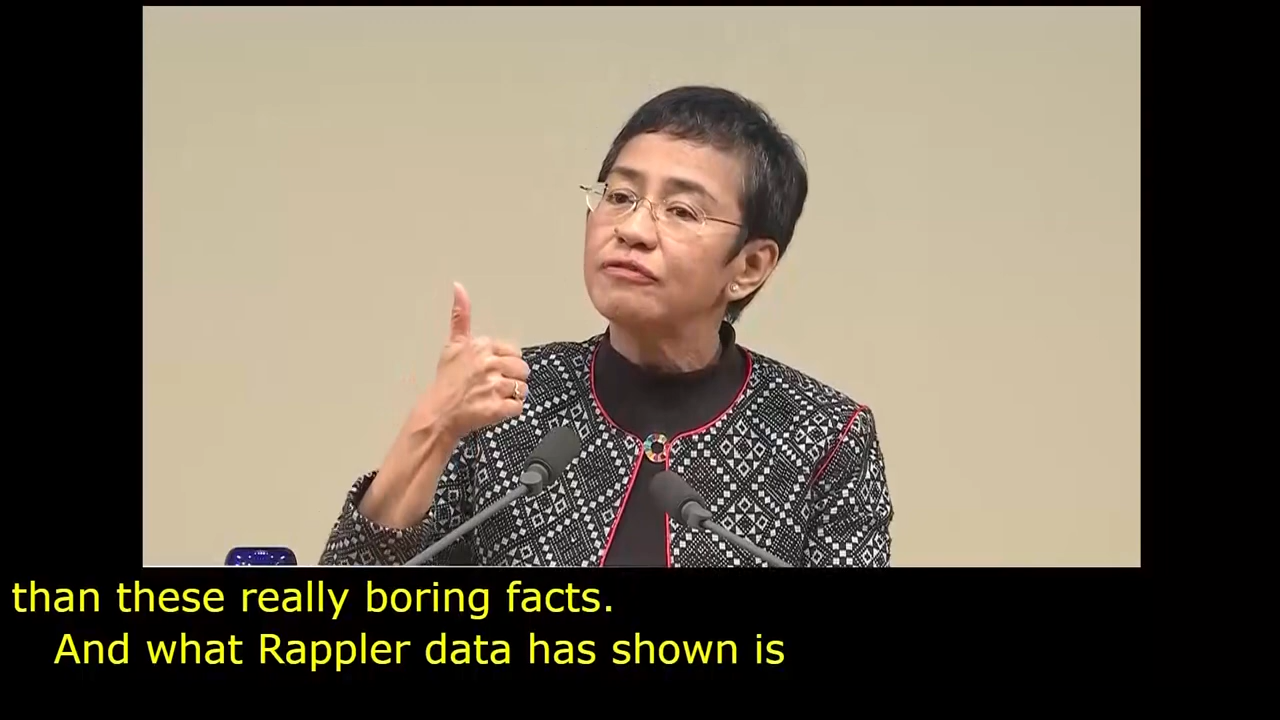 than these really boring facts.
And what Rappler data has shown is